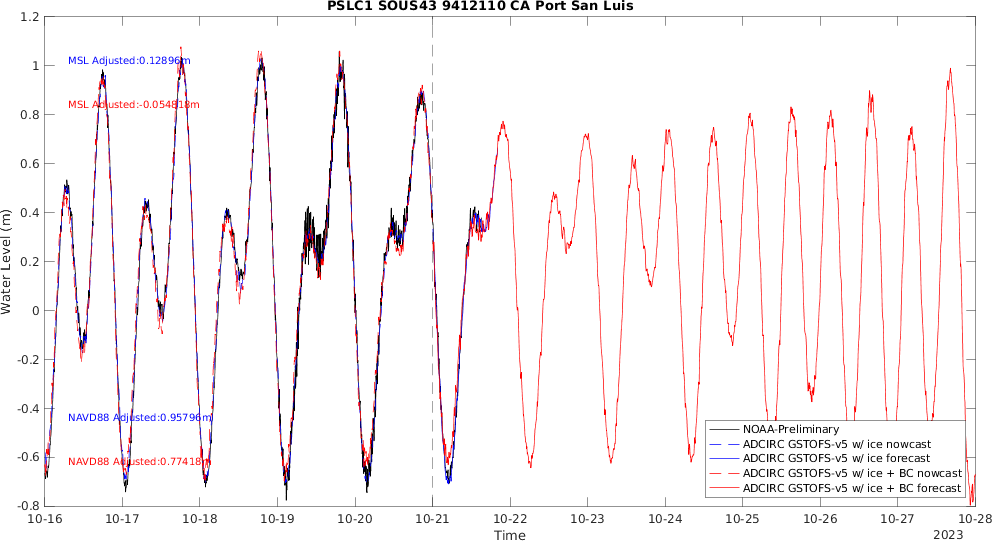 PSLC1 SOUS43 9412110 CA Port San Luis
1.2
1
0.8
0.6
0.4
0.2
0
-0.2
-0.4
-0.6
-0.8
Water Level (m)
MSL Adjusted:0.12896m
MSL Adjusted:-0.054818m
NAVD88 Adjusted:0.95796m
NAVD88 Adjusted:0.77418m
NOAA-Preliminary
ADCIRC GSTOFS-v5 w/ ice nowcast
ADCIRC GSTOFS-v5 w/ ice forecast
ADCIRC GSTOFS-v5 w/ ice + BC nowcast
ADCIRC GSTOFS-v5 w/ ice + BC forecast
10-16 10-17 10-18 10-19 10-20 10-21 10-22 10-23 10-24 10-25 10-26 10-27 10-28
Time
2023